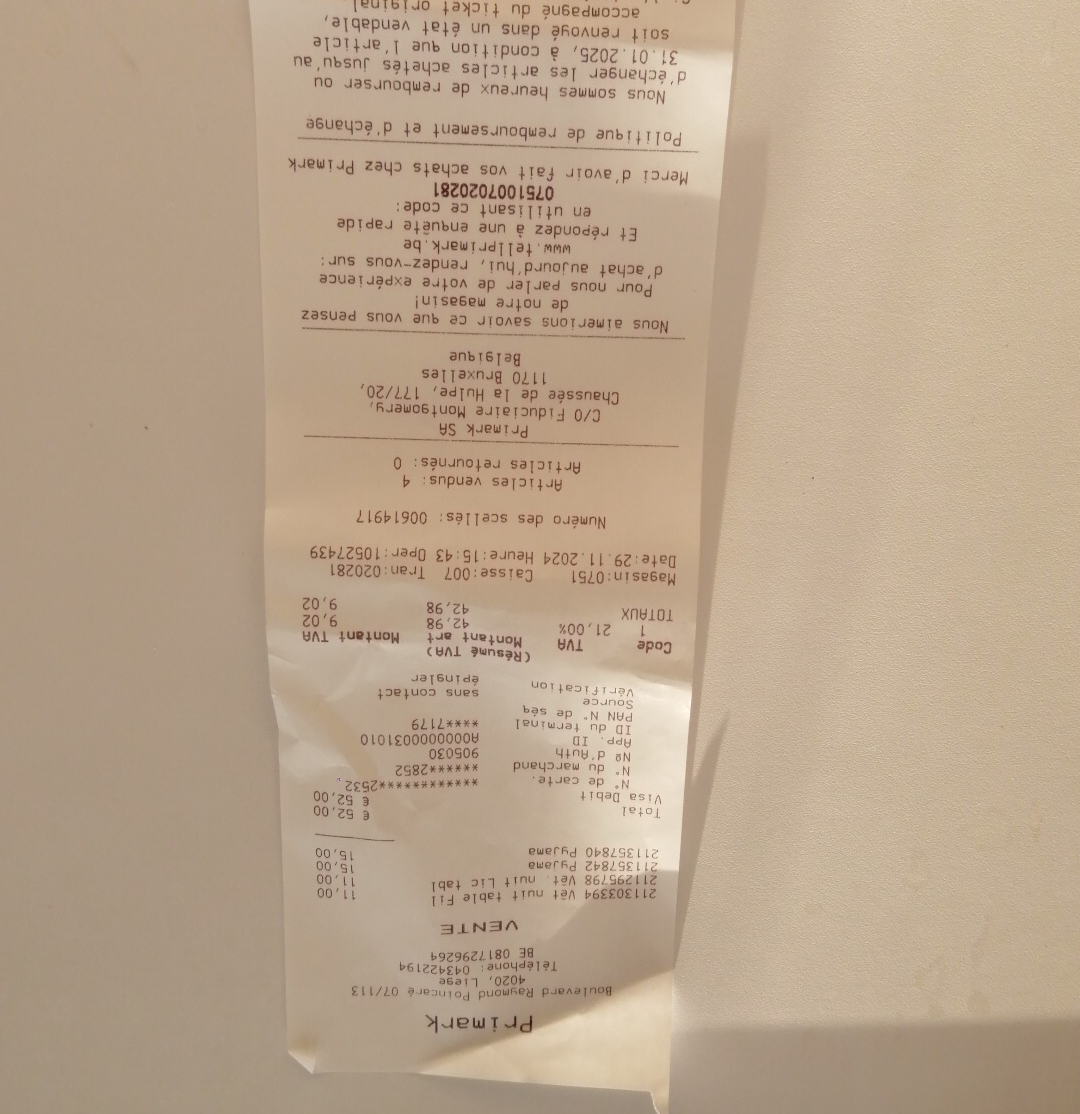 Primark
Boulevard Raymond Poincaré 07/113
4020, Liege
Téléphone: 043422194
BE 0817296264
VENTE
211303394 Vêt nuit table Fil 11,00
211295798 Vêt. nuit Lic tabl 11,00
211357842 Pyjama 15,00
211357840 Pyjama 15,00
Total € 52,00
Visa Debit € 52,00
N° de carte. ************2532
N° du marchand *******2852
Nº d'Auth 905030
App. ID A0000000031010
ID du terminal ****7179
PAN N° de séq
Source sans contact
Vérification épingler
(Résumé TVA)
Code TVA Montant art Montant TVA
1 21,00% 42,98 9,02
TOTAUX 42,98 9,02
Magasin:0751 Caisse:007 Tran:020281
Date:29.11.2024 Heure:15:43 Oper:10527439
Numéro des scellés: 00614917
Articles vendus: 4
Articles retournés: 0
Primark SA
C/O Fiduciaire Montgomery,
Chaussée de la Hulpe, 177/20,
1170 Bruxelles
Belgique
Nous aimerions savoir ce que vous pensez
de notre magasin!
Pour nous parler de votre expérience
d'achat aujourd'hui, rendez-vous sur:
www.tellprimark.be
Et répondez à une enquête rapide
en utilisant ce code:
0751007020281
Merci d'avoir fait vos achats chez Primark
Politique de remboursement et d'échange
Nous sommes heureux de rembourser ou
d'échanger les articles achetés jusqu'au
31.01.2025, à condition que l'article
soit renvoyé dans un état vendable,
accompagné du ticket original